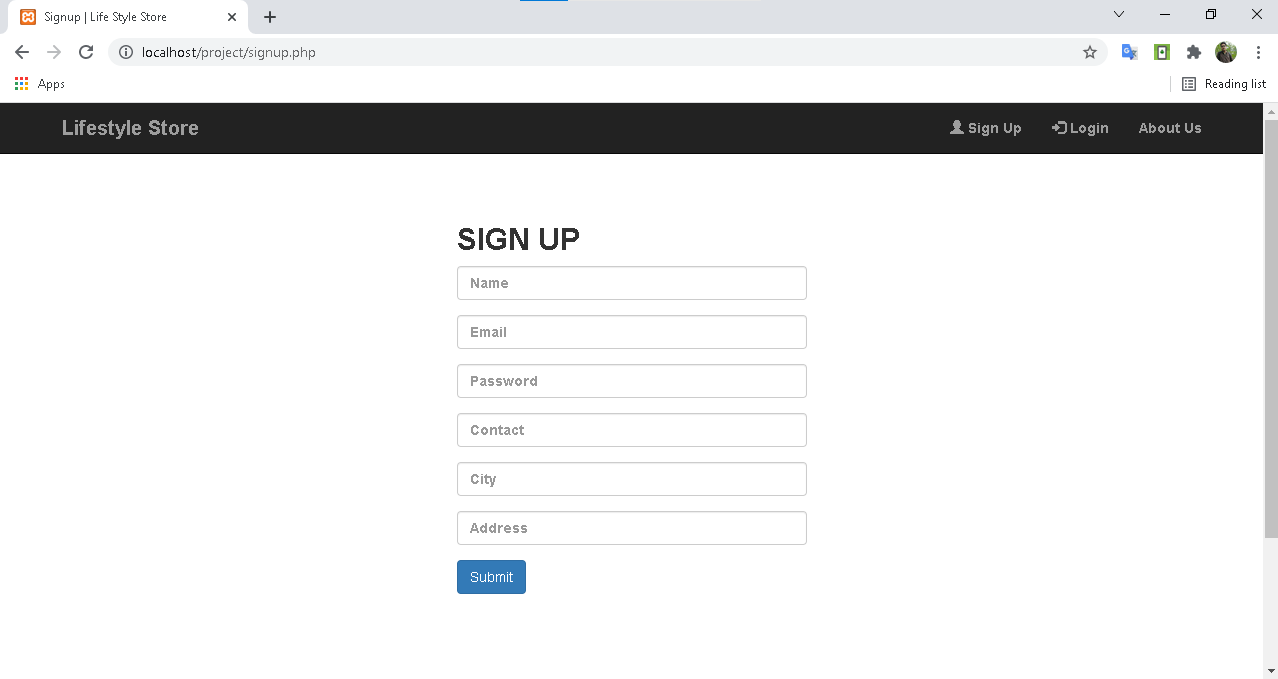 Signup | Life Style Store
localhost/project/signup.php
Apps
Reading list
Lifestyle Store
Sign Up
Login
About Us
SIGN UP
Name
Email
Password
Contact
City
Address
Submit